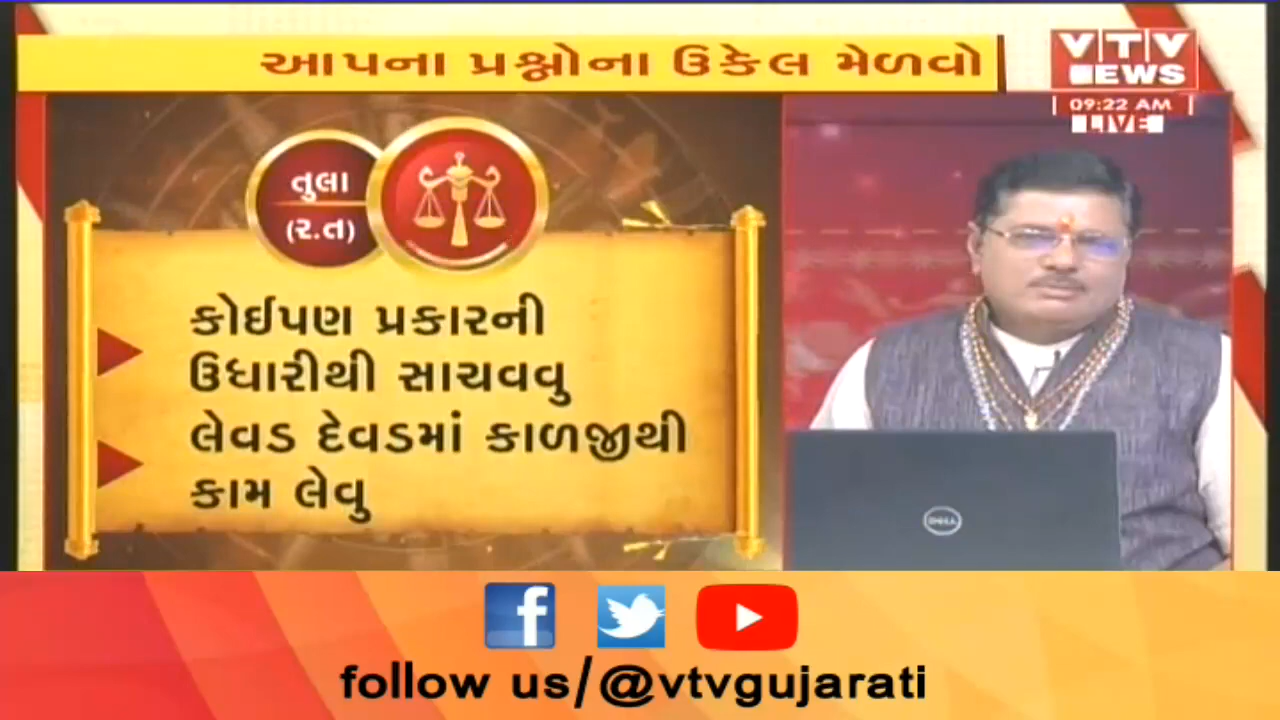 આપના પ્રશ્નોના ઉકેલ મેળવો
VTV
NEWS
09:22 AM
LIVE
તુલા
(ર.ત)
કોઈપણ પ્રકારની
ઉધારીથી સાચવવુ
લેવડ દેવડમાં કાળજીથી
કામ લેવુ
DELL
follow us/@vtvgujarati